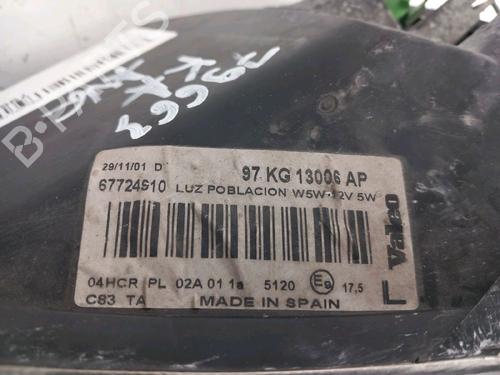 B-PARTS
29/11/01 D
97 KG 13006 AP
67724910 LUZ POBLACION W5W-12V 5W
Valeo
L
04HCR PL 02A 01 1a 5120 E9 17,5
C83 TA MADE IN SPAIN